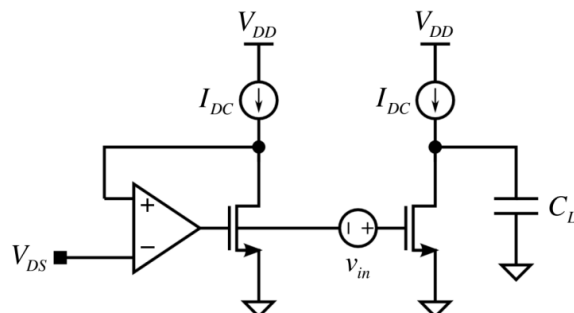 V_DD V_DD
I_DC I_DC
+
−
C_L
V_DS
− +
v_in